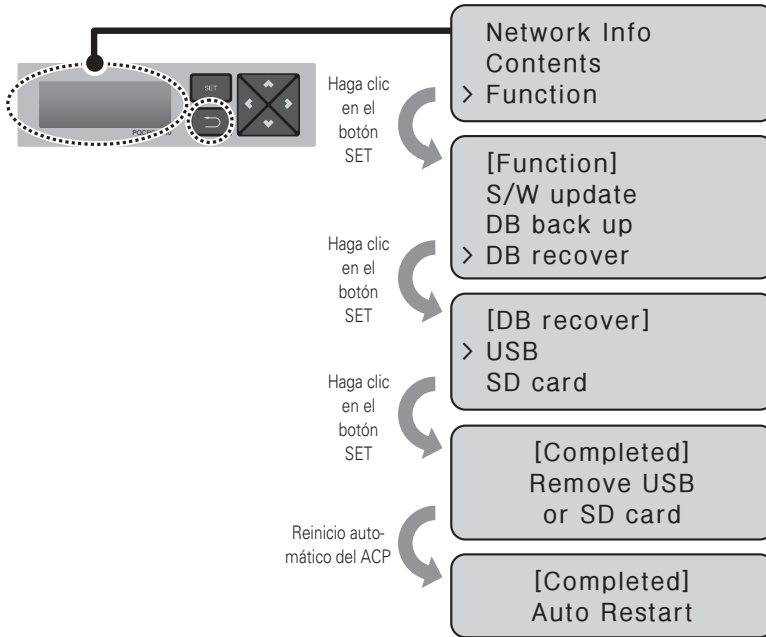 Network Info
Contents
> Function
SET
Haga clic
en el
botón
SET
[Function]
S/W update
DB back up
> DB recover
Haga clic
en el
botón
SET
[DB recover]
> USB
SD card
Haga clic
en el
botón
SET
[Completed]
Remove USB
or SD card
Reinicio auto-
mático del ACP
[Completed]
Auto Restart